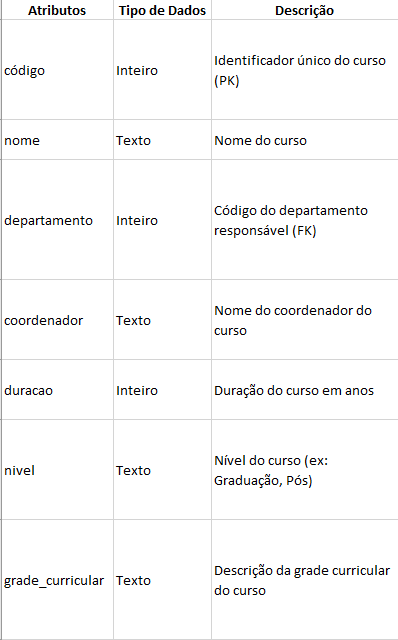 Atributos Tipo de Dados Descrição
código Inteiro Identificador único do curso
(PK)
nome Texto Nome do curso
departamento Inteiro Código do departamento
responsável (FK)
coordenador Texto Nome do coordenador do
curso
duracao Inteiro Duração do curso em anos
nivel Texto Nível do curso (ex:
Graduação, Pós)
grade_curricular Texto Descrição da grade curricular
do curso